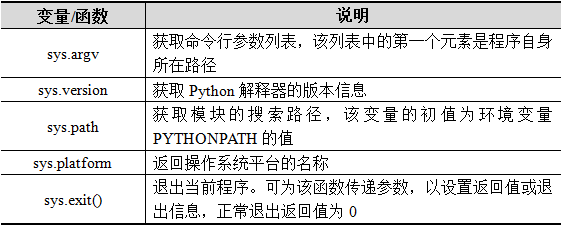 变量/函数 说明
sys.argv 获取命令行参数列表，该列表中的第一个元素是程序自身
所在路径
sys.version 获取 Python 解释器的版本信息
sys.path 获取模块的搜索路径，该变量的初值为环境变量
PYTHONPATH 的值
sys.platform 返回操作系统平台的名称
sys.exit() 退出当前程序。可为该函数传递参数，以设置返回值或退
出信息，正常退出返回值为 0